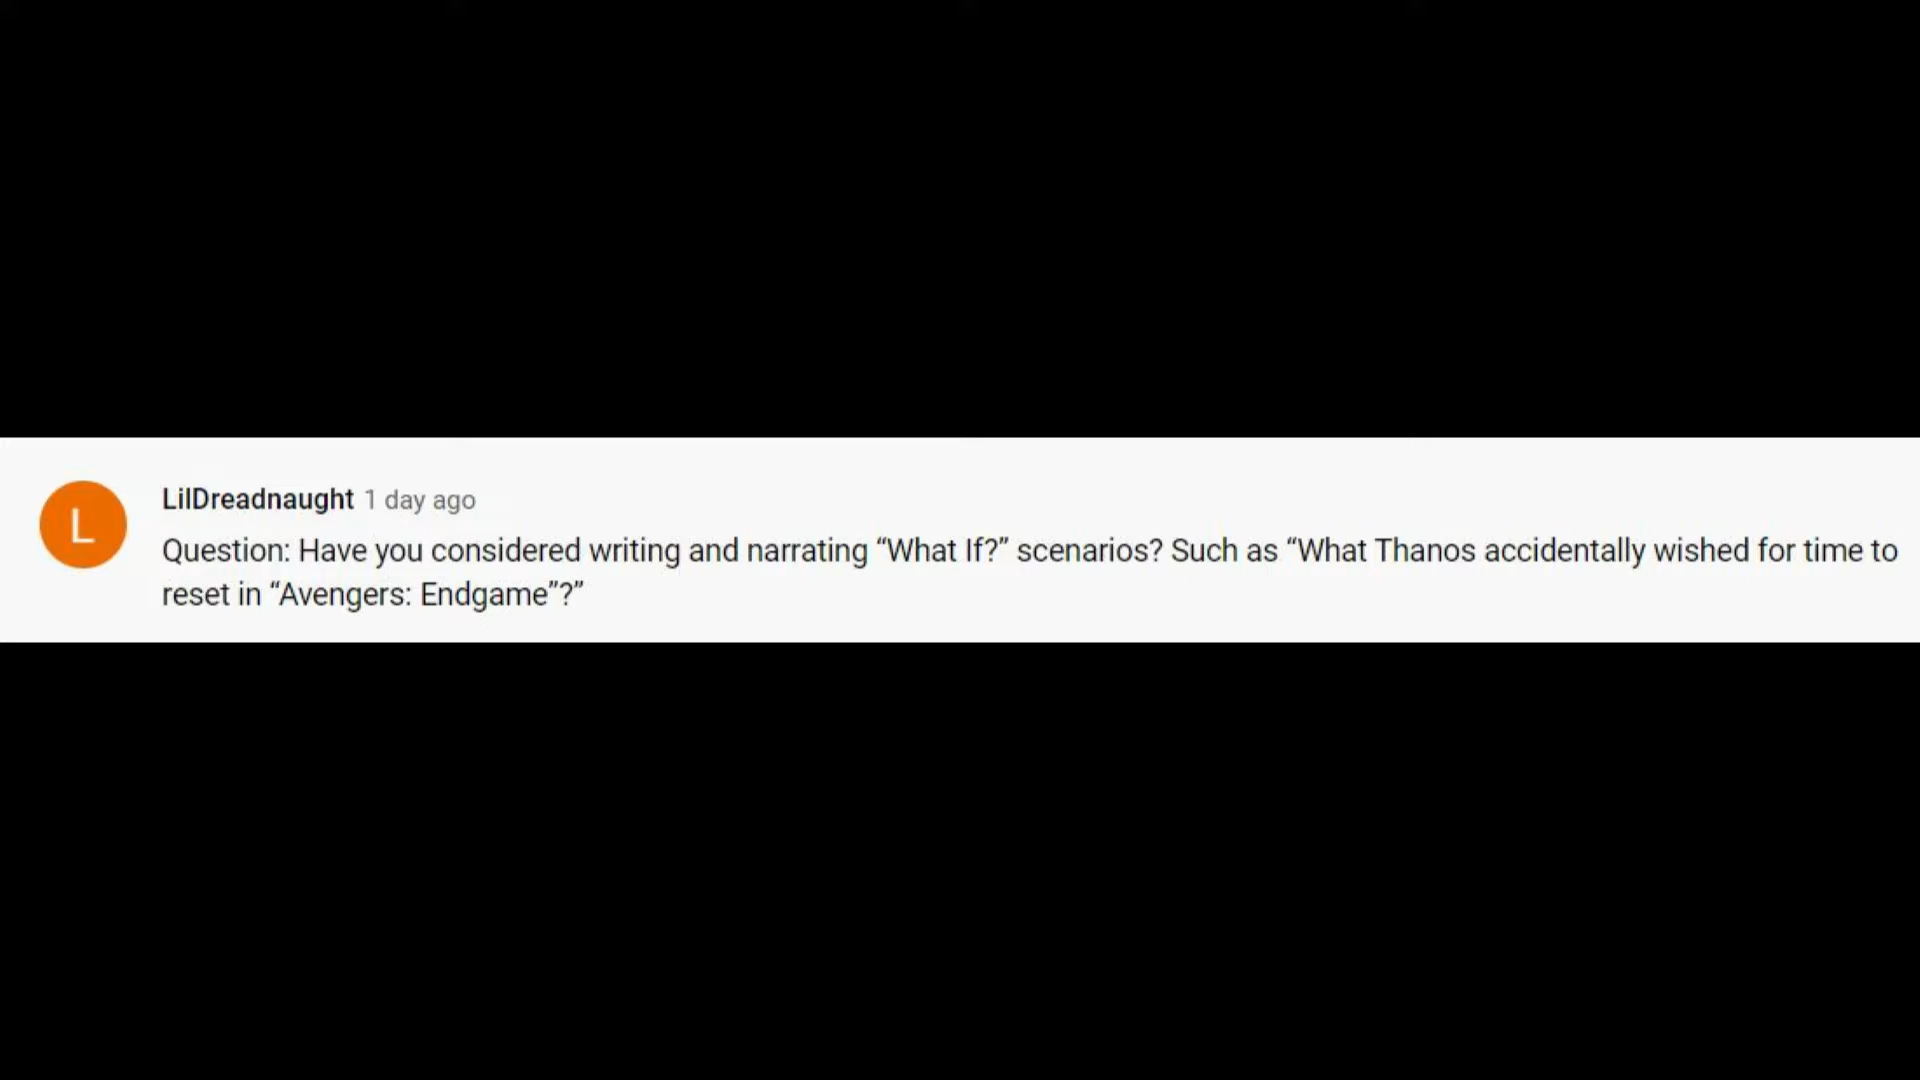 L
LilDreadnaught 1 day ago
Question: Have you considered writing and narrating “What If?” scenarios? Such as “What Thanos accidentally wished for time to
reset in “Avengers: Endgame”?”